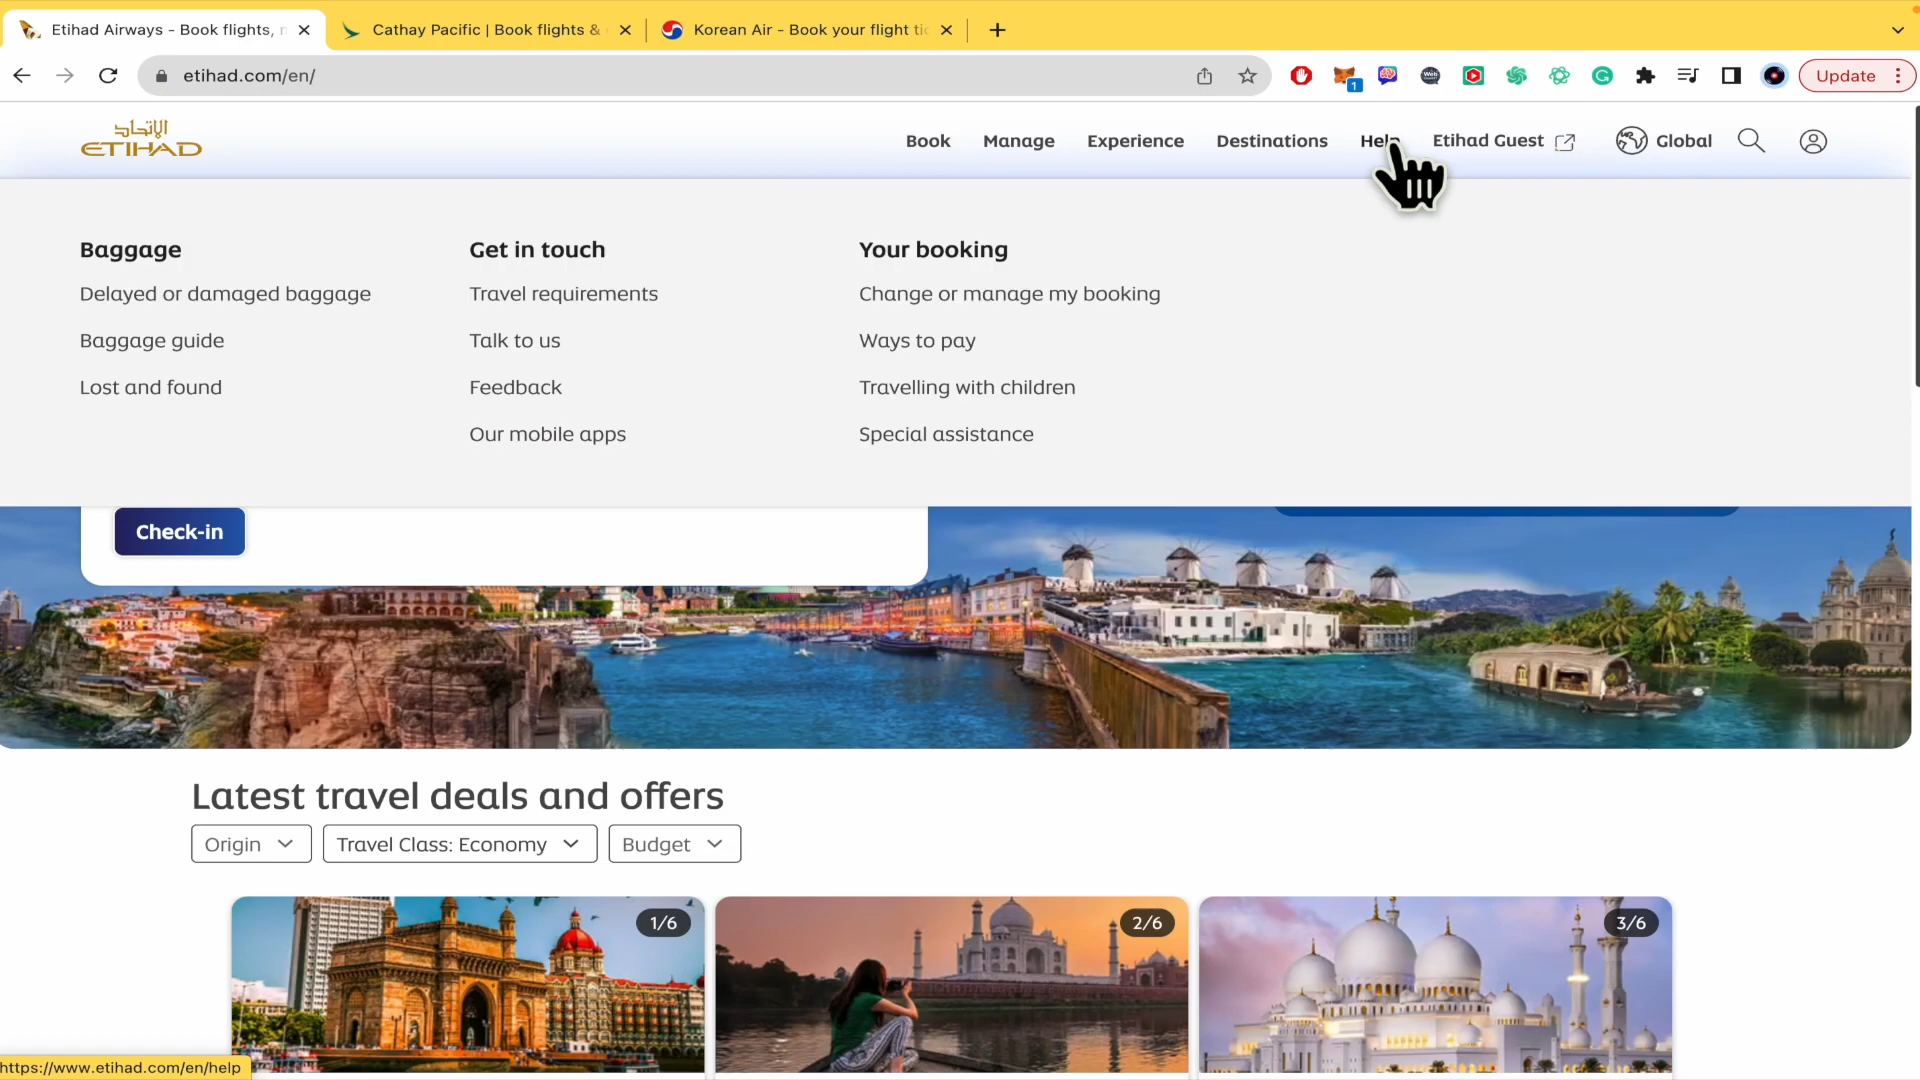 Etihad Airways – Book flights, n
Cathay Pacific | Book flights &
Korean Air - Book your flight tic
etihad.com/en/
1
Update
الإتحاد
ETIHAD
Book
Manage
Experience
Destinations
Help
Etihad Guest
Global
Baggage
Delayed or damaged baggage
Baggage guide
Lost and found
Get in touch
Travel requirements
Talk to us
Feedback
Our mobile apps
Your booking
Change or manage my booking
Ways to pay
Travelling with children
Special assistance
Check-in
Latest travel deals and offers
Origin
Travel Class: Economy
Budget
1/6
2/6
3/6
https://www.etihad.com/en/help